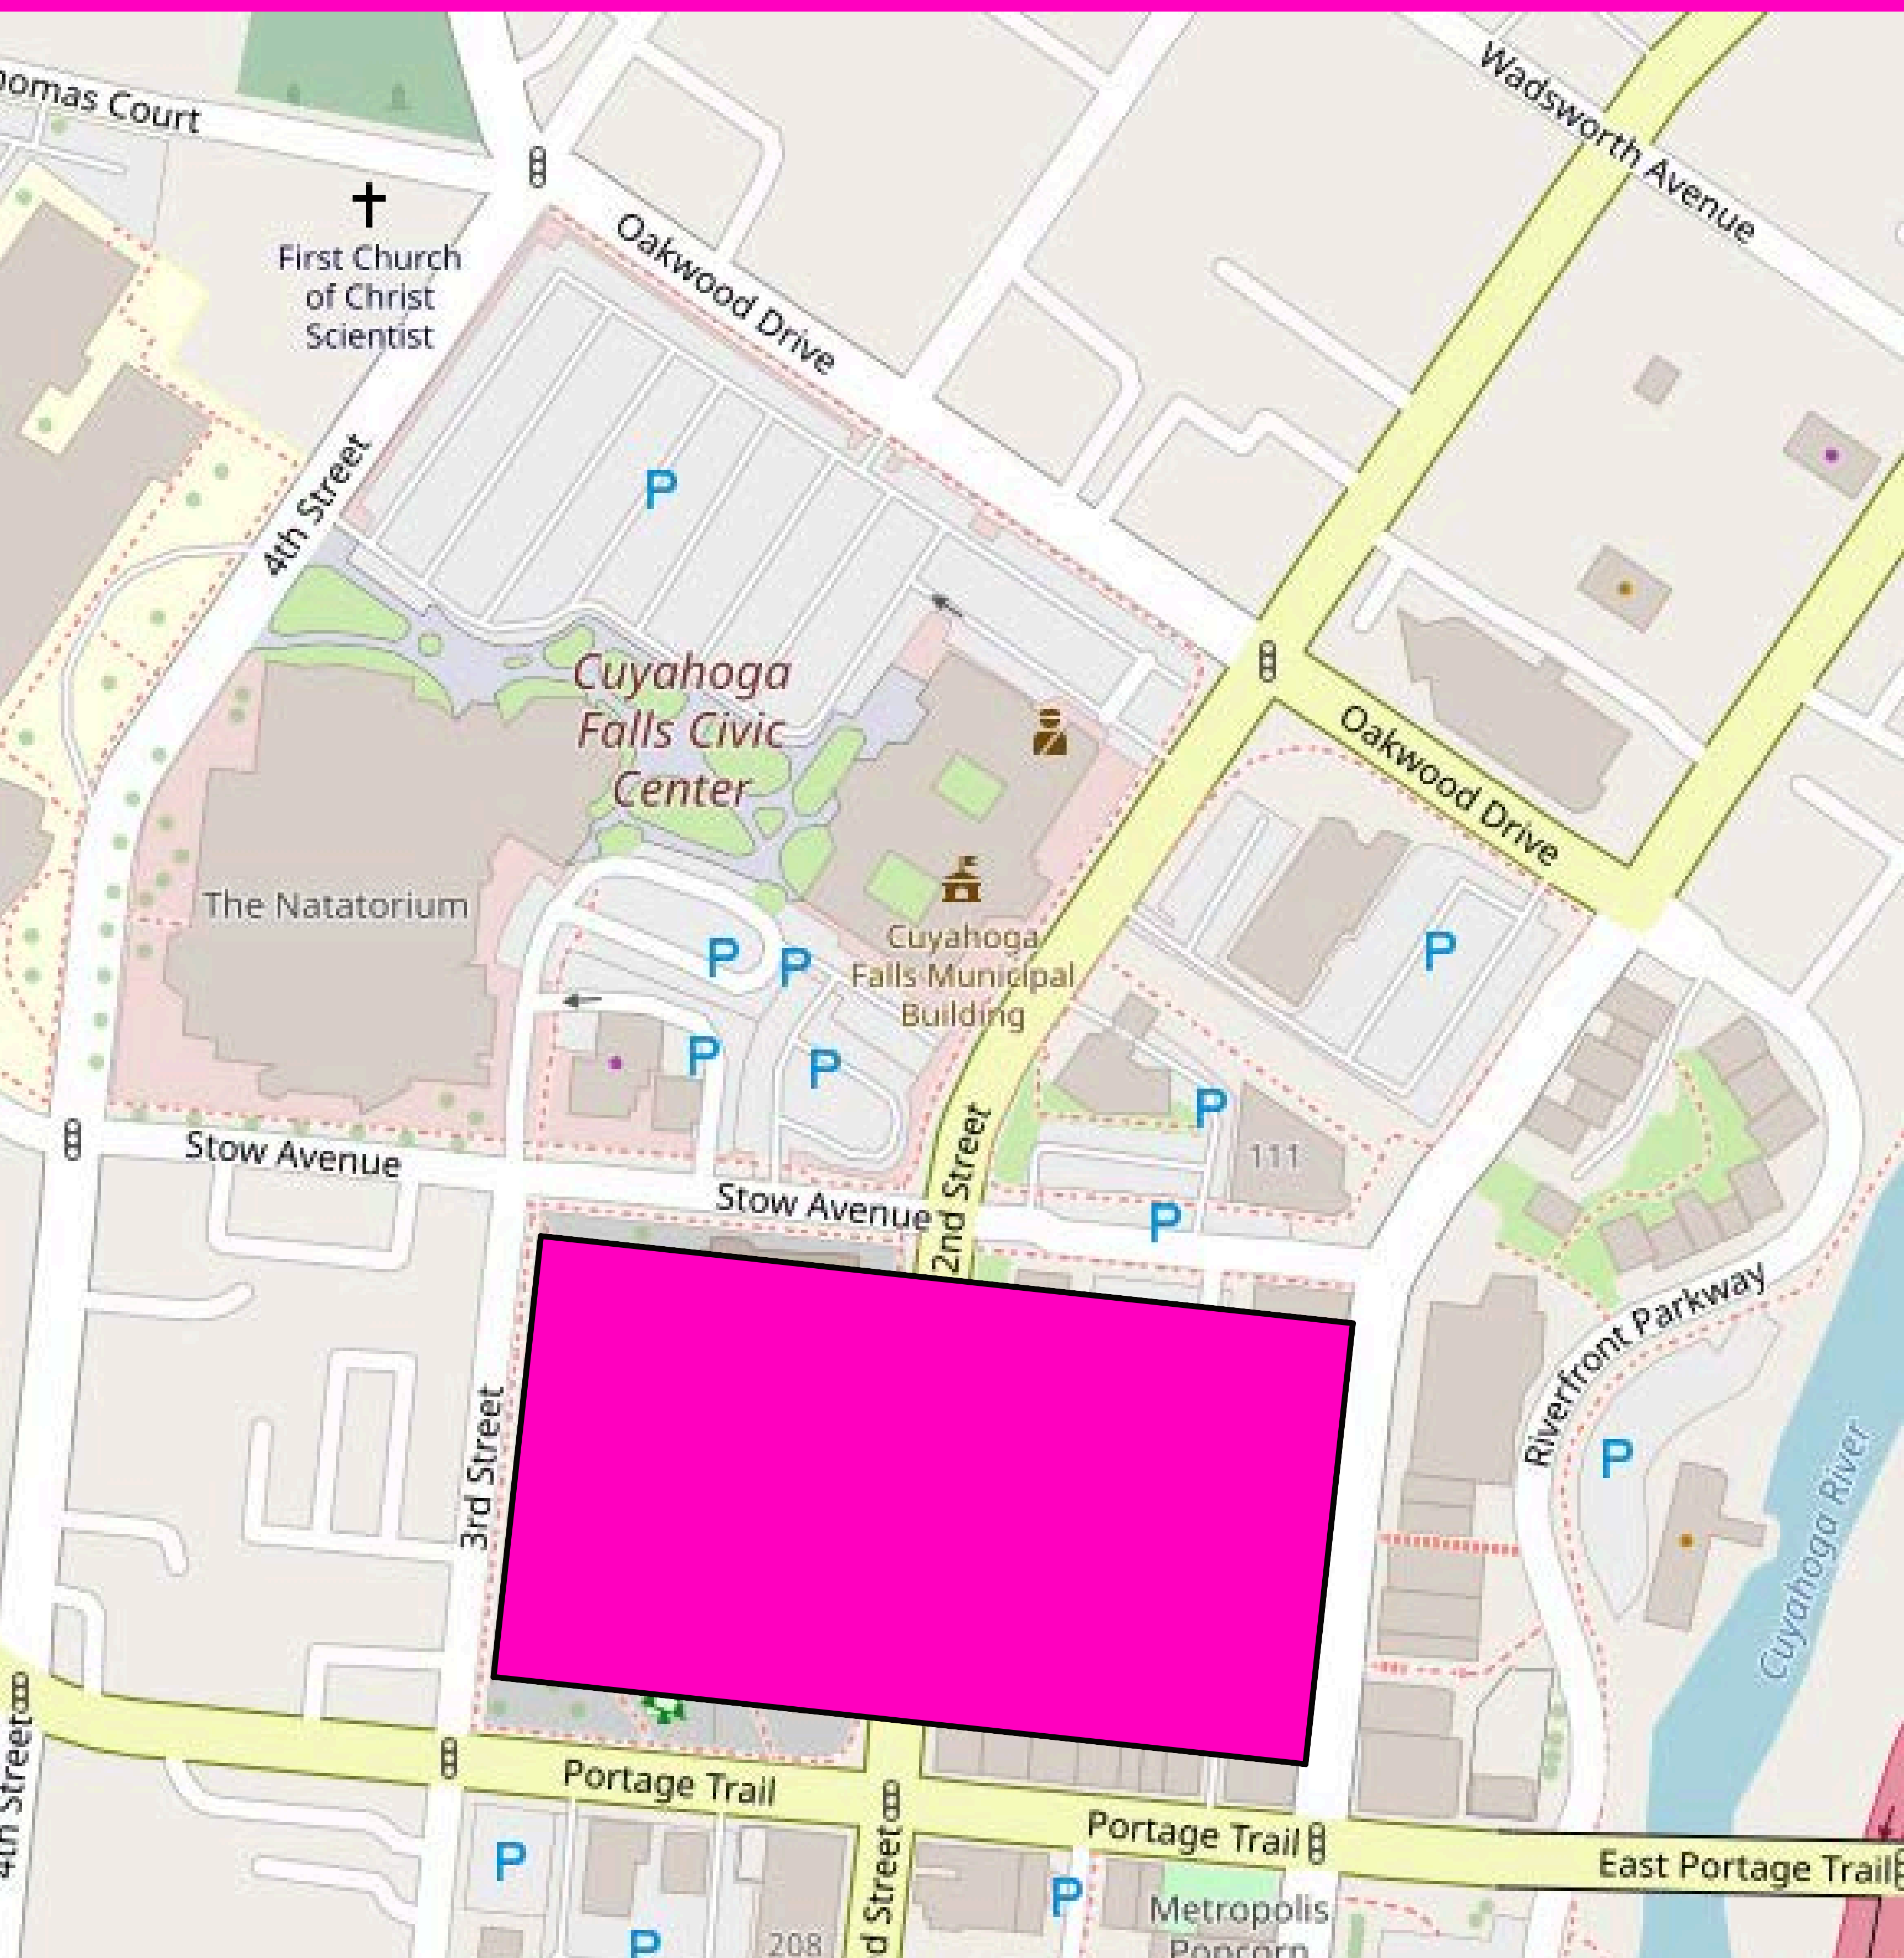 Wadsworth Avenue
homas Court
First Church
of Christ
Scientist
Oakwood Drive
4th Street
P
Cuyahoga
Falls Civic
Center
Oakwood Drive
The Natatorium
Cuyahoga
Falls Municipal
Building
P
P
P
P
P
P
111
2nd Street
Stow Avenue
Stow Avenue
P
Riverfront Parkway
3rd Street
P
Cuyahoga River
4th Street
Portage Trail
Portage Trail
East Portage Trail
P
d Street
P
Metropolis
Popcorn
208
P